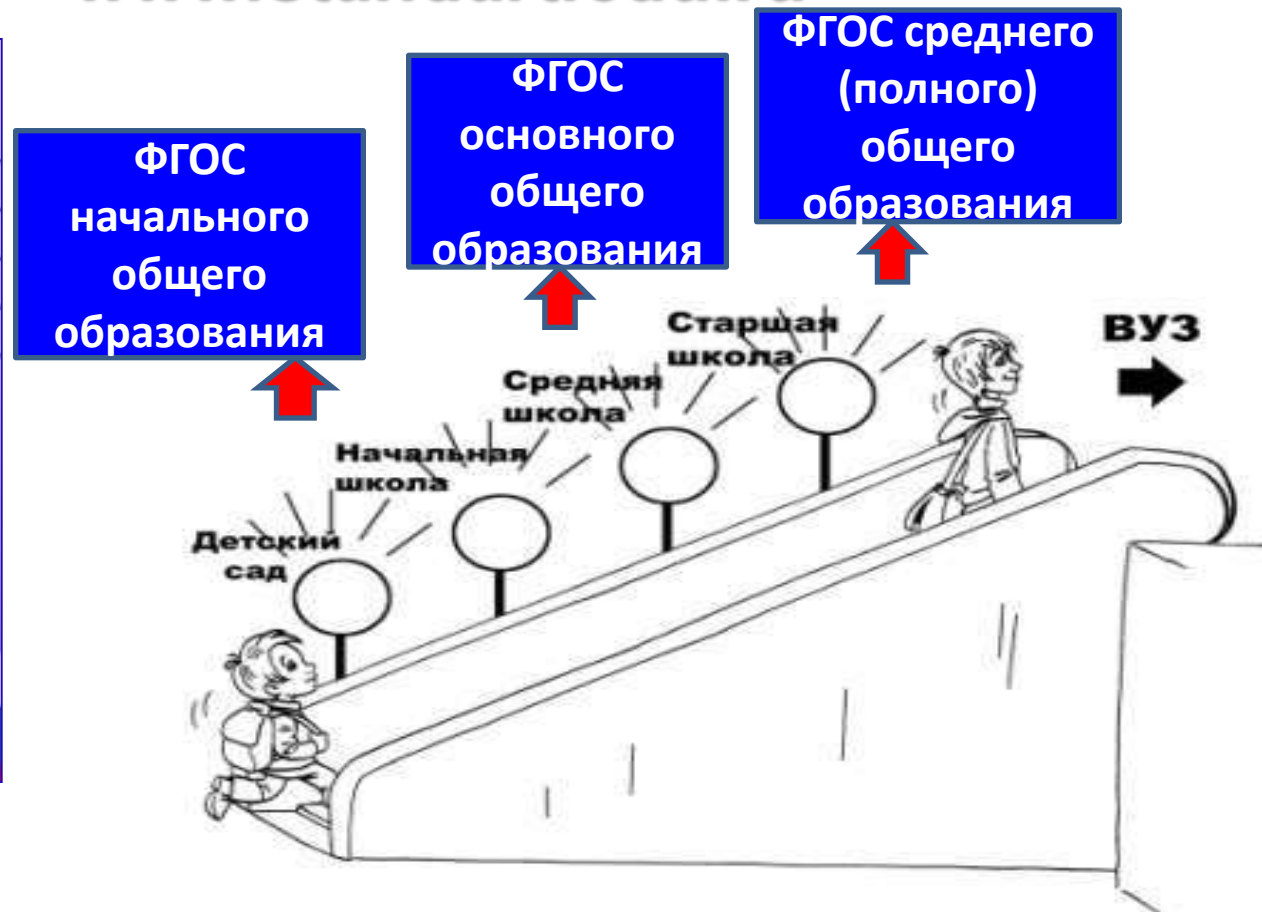 ФГОС
начального
общего
образования
ФГОС
основного
общего
образования
ФГОС среднего
(полного)
общего
образования
Детский
сад
Начальная
школа
Средняя
школа
Старшая
школа
ВУЗ